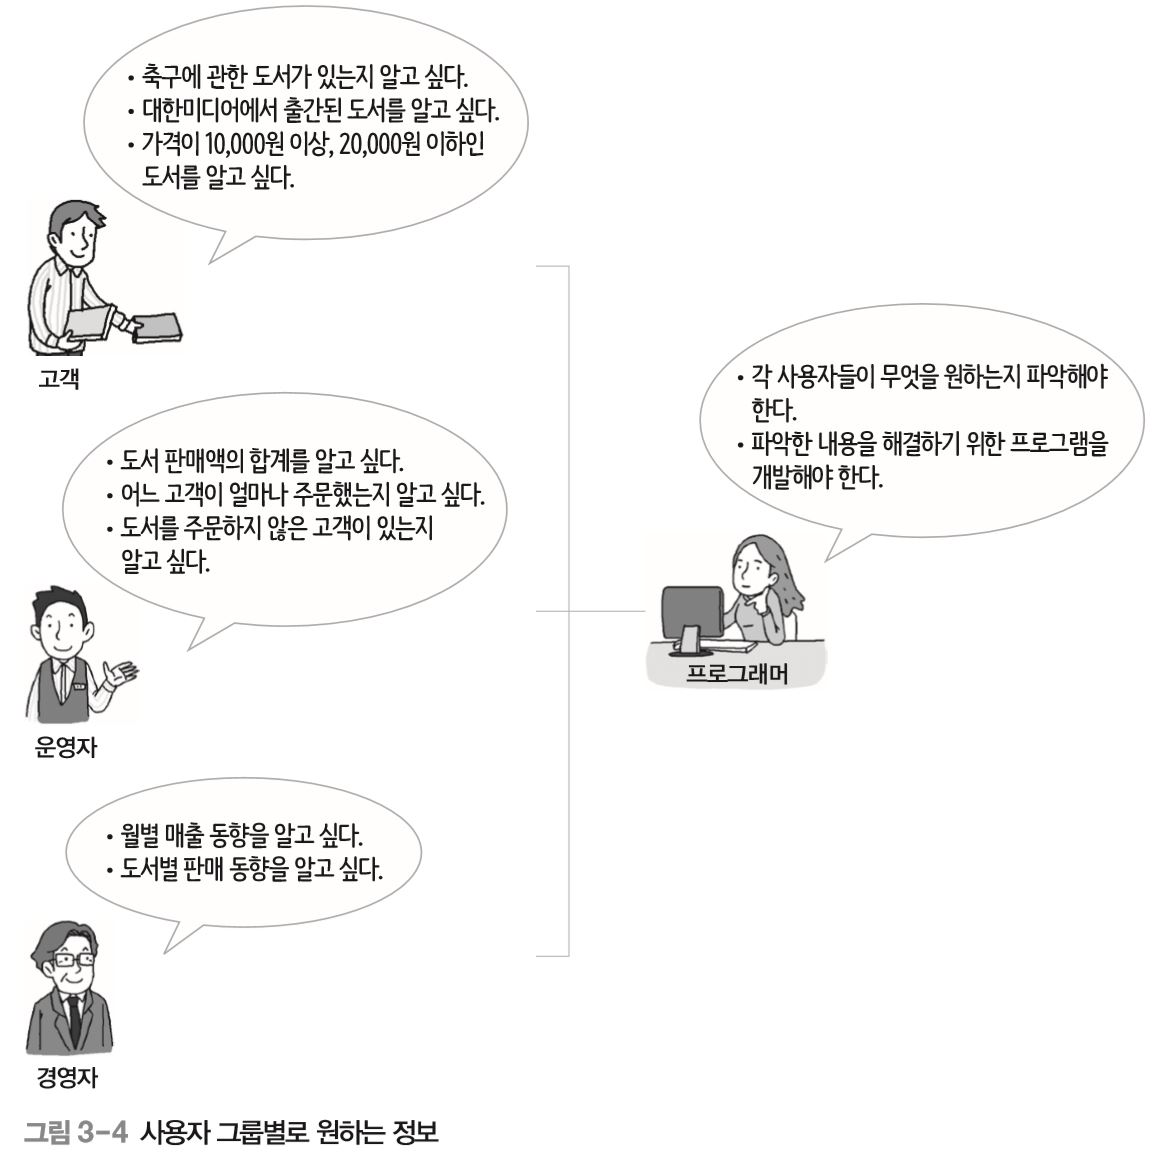 • 축구에 관한 도서가 있는지 알고 싶다.
• 대한미디어에서 출간된 도서를 알고 싶다.
• 가격이 10,000원 이상, 20,000원 이하인
도서를 알고 싶다.
고객
• 도서 판매액의 합계를 알고 싶다.
• 어느 고객이 얼마나 주문했는지 알고 싶다.
• 도서를 주문하지 않은 고객이 있는지
알고 싶다.
운영자
• 월별 매출 동향을 알고 싶다.
• 도서별 판매 동향을 알고 싶다.
경영자
• 각 사용자들이 무엇을 원하는지 파악해야
한다.
• 파악한 내용을 해결하기 위한 프로그램을
개발해야 한다.
프로그래머
그림 3-4 사용자 그룹별로 원하는 정보